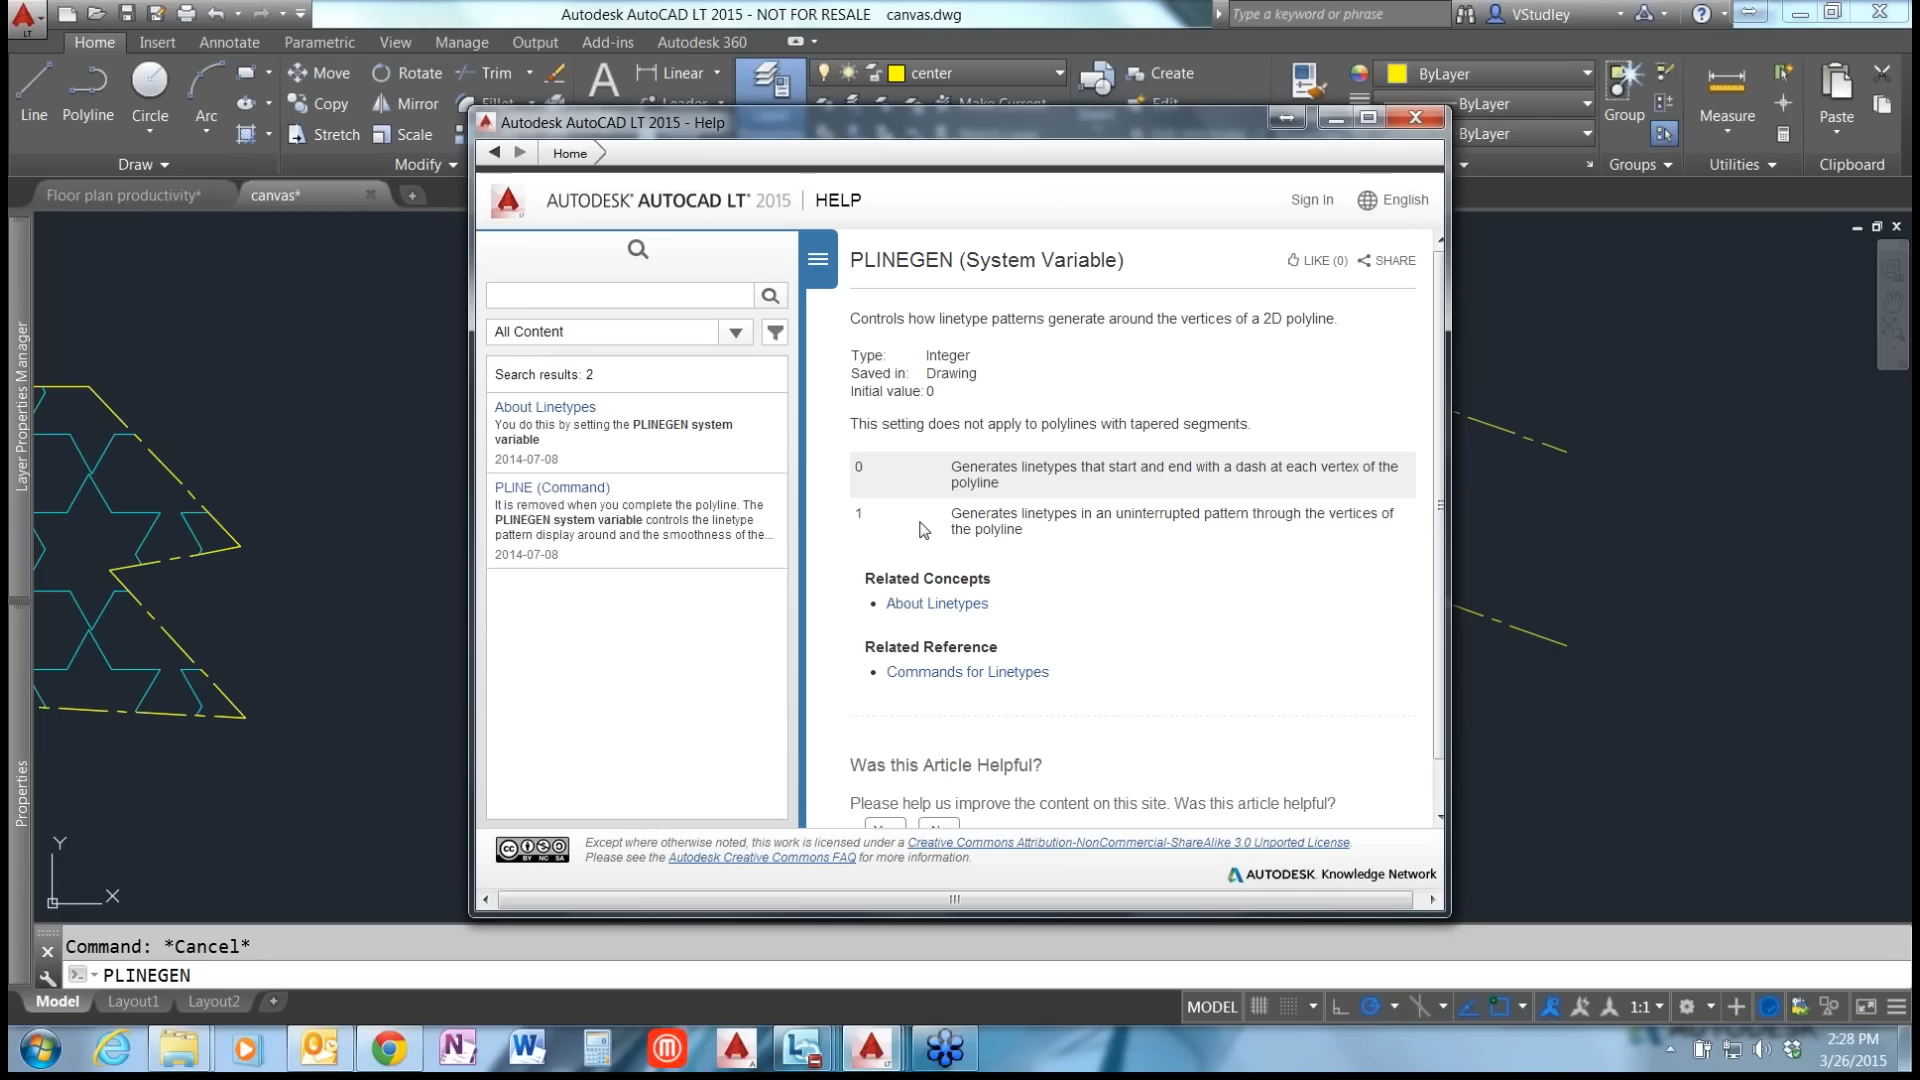 Autodesk AutoCAD LT 2015 - NOT FOR RESALE canvas.dwg
Type a keyword or phrase
VStudley
Home Insert Annotate Parametric View Manage Output Add-ins Autodesk 360
Move Rotate Trim
Linear
center
Create
ByLayer
Copy Mirror
ByLayer
Line Polyline Circle Arc
Group Measure Paste
Stretch Scale
ByLayer
Draw Modify Groups Utilities Clipboard
Floor plan productivity* canvas*
Autodesk AutoCAD LT 2015 - Help
Home
AUTODESK® AUTOCAD LT® 2015 HELP
Sign In English
PLINEGEN (System Variable)
LIKE (0) SHARE
Controls how linetype patterns generate around the vertices of a 2D polyline.
All Content
Type: Integer
Saved in: Drawing
Initial value: 0
Search results: 2
About Linetypes
You do this by setting the PLINEGEN system
variable
2014-07-08
PLINE (Command)
It is removed when you complete the polyline. The
PLINEGEN system variable controls the linetype
pattern display around and the smoothness of the...
2014-07-08
This setting does not apply to polylines with tapered segments.
0 Generates linetypes that start and end with a dash at each vertex of the
polyline
1 Generates linetypes in an uninterrupted pattern through the vertices of
the polyline
Related Concepts
• About Linetypes
Related Reference
• Commands for Linetypes
Was this Article Helpful?
Please help us improve the content on this site. Was this article helpful?
Except where otherwise noted, this work is licensed under a Creative Commons Attribution-NonCommercial-ShareAlike 3.0 Unported License.
Please see the Autodesk Creative Commons FAQ for more information.
AUTODESK. Knowledge Network
Layer Properties Manager
Properties
Y
X
Command: *Cancel*
PLINEGEN
Model Layout1 Layout2
MODEL 1:1
2:28 PM
3/26/2015